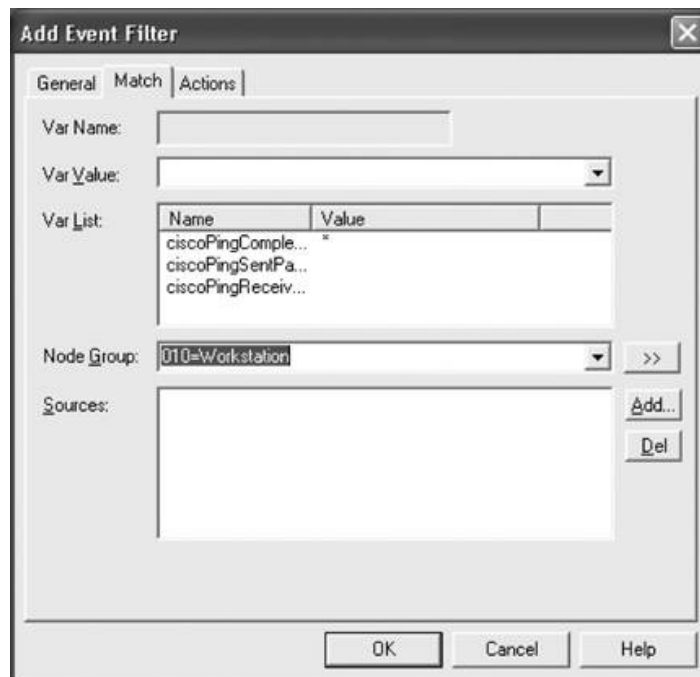 Add Event Filter
General Match Actions
Var Name:
Var Value:
Var List:
Name Value
ciscoPingComple... *
ciscoPingSentPa...
ciscoPingReceiv...
Node Group: 010=Workstation >>
Sources: Add...
Del
OK Cancel Help